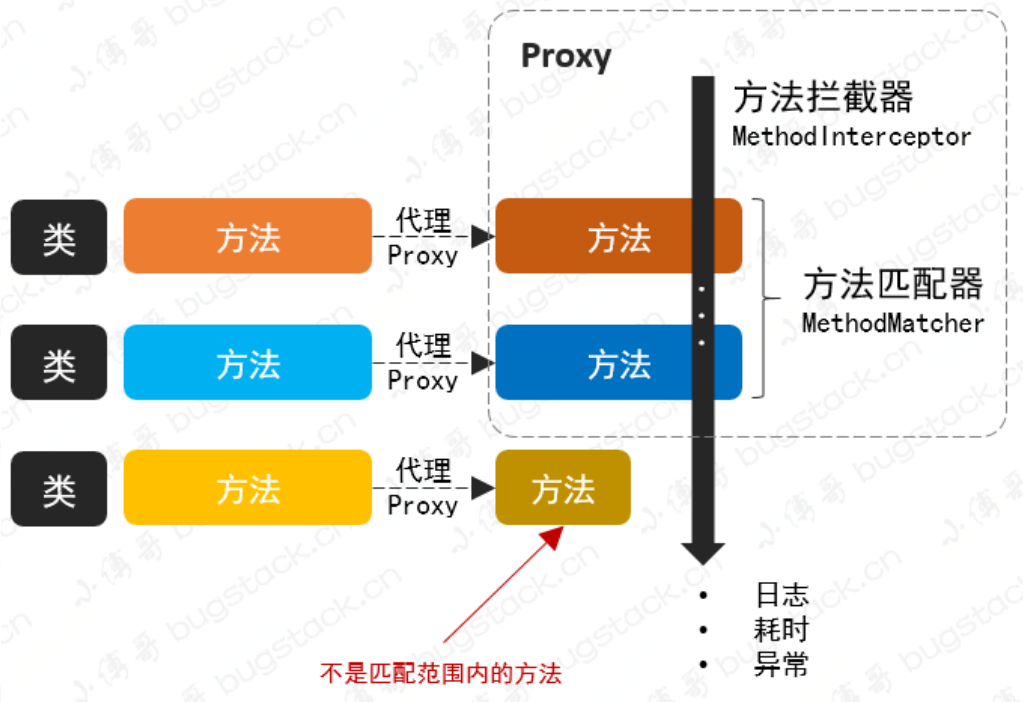 Proxy
方法拦截器
MethodInterceptor
类
方法
代理
Proxy
方法
方法匹配器
MethodMatcher
类
方法
代理
Proxy
方法
类
方法
代理
Proxy
方法
不是匹配范围内的方法
• 日志
• 耗时
• 异常
小傅哥 bugstack.cn